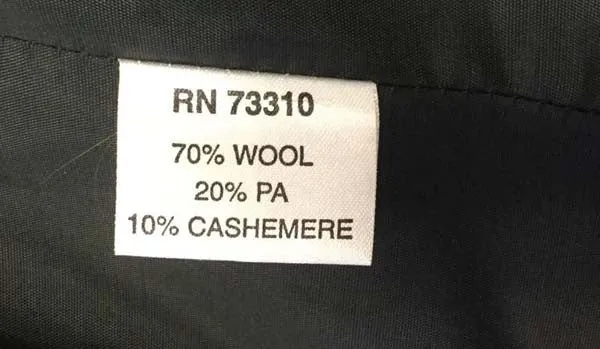 RN 73310
70% WOOL
20% PA
10% CASHEMERE